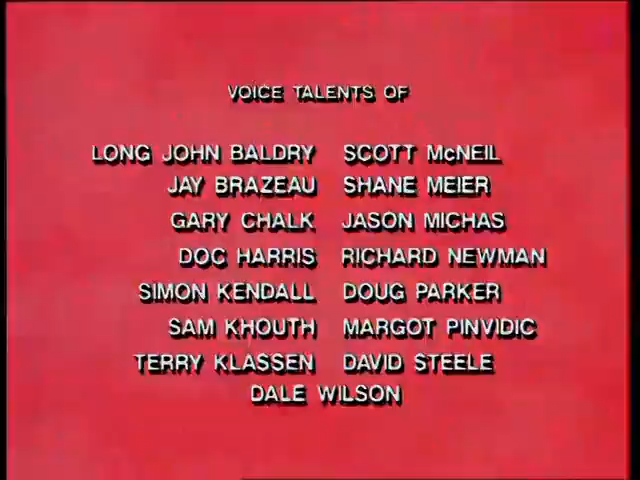 VOICE TALENTS OF
LONG JOHN BALDRY SCOTT McNEIL
JAY BRAZEAU SHANE MEIER
GARY CHALK JASON MICHAS
DOC HARRIS RICHARD NEWMAN
SIMON KENDALL DOUG PARKER
SAM KHOUTH MARGOT PINVIDIC
TERRY KLASSEN DAVID STEELE
DALE WILSON